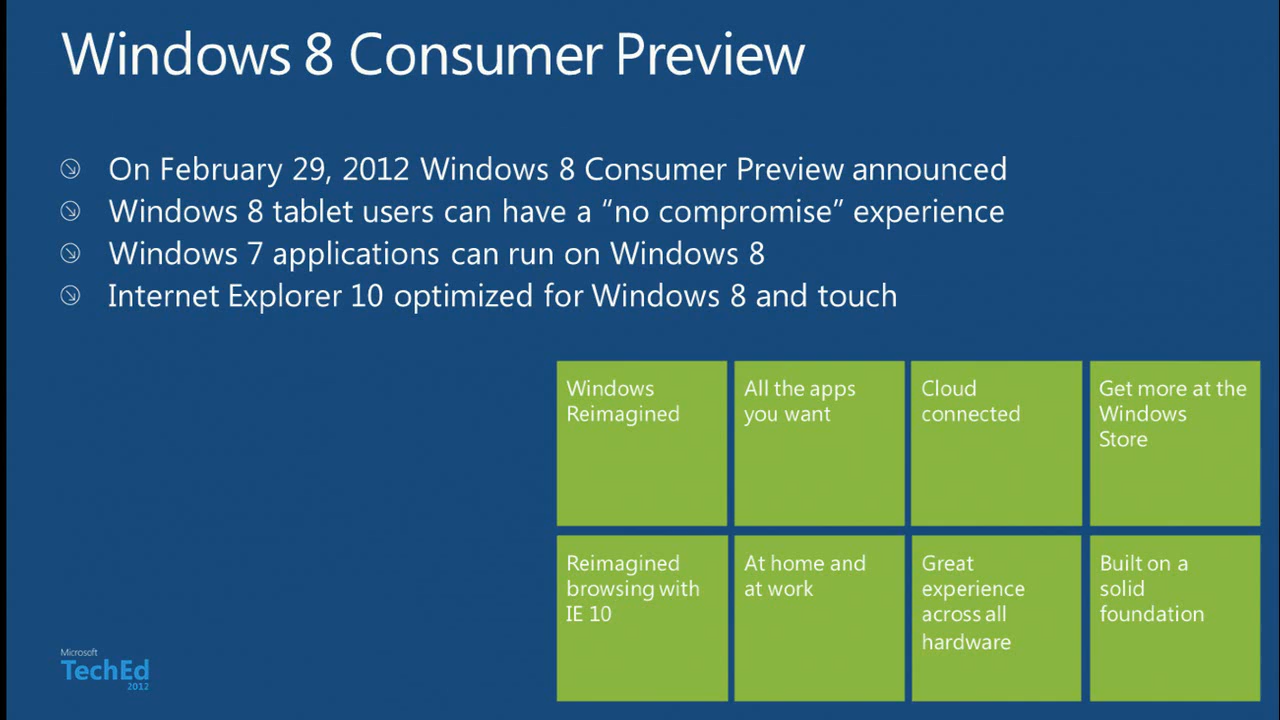 Windows 8 Consumer Preview
On February 29, 2012 Windows 8 Consumer Preview announced
Windows 8 tablet users can have a “no compromise” experience
Windows 7 applications can run on Windows 8
Internet Explorer 10 optimized for Windows 8 and touch
Windows
Reimagined
All the apps
you want
Cloud
connected
Get more at the
Windows
Store
Reimagined
browsing with
IE 10
At home and
at work
Great
experience
across all
hardware
Built on a
solid
foundation
Microsoft
TechEd
2012